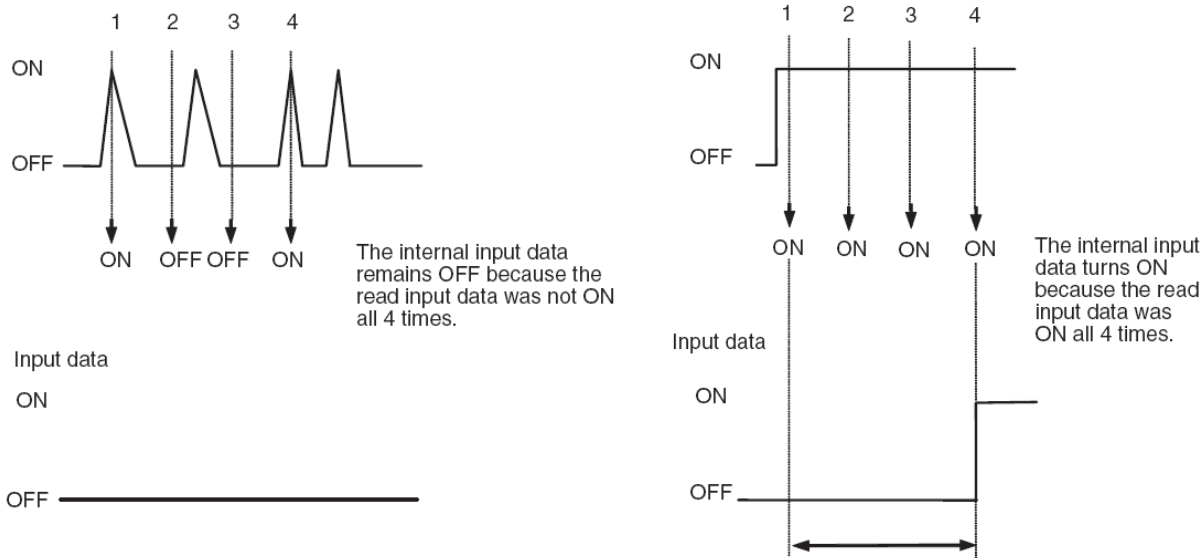 1 2 3 4
ON
OFF
ON OFF OFF ON
The internal input data
remains OFF because the
read input data was not ON
all 4 times.
Input data
ON
OFF
1 2 3 4
ON
OFF
ON ON ON ON
The internal input
data turns ON
because the read
input data was
ON all 4 times.
Input data
ON
OFF